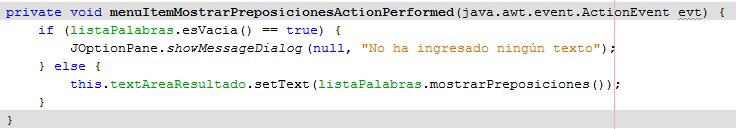 private void menuItemMostrarPreposicionesActionPerformed(java.awt.event.ActionEvent evt) {
if (listaPalabras.esVacia() == true) {
JOptionPane.showMessageDialog(null, "No ha ingresado ningún texto");
} else {
this.textAreaResultado.setText(listaPalabras.mostrarPreposiciones());
}
}